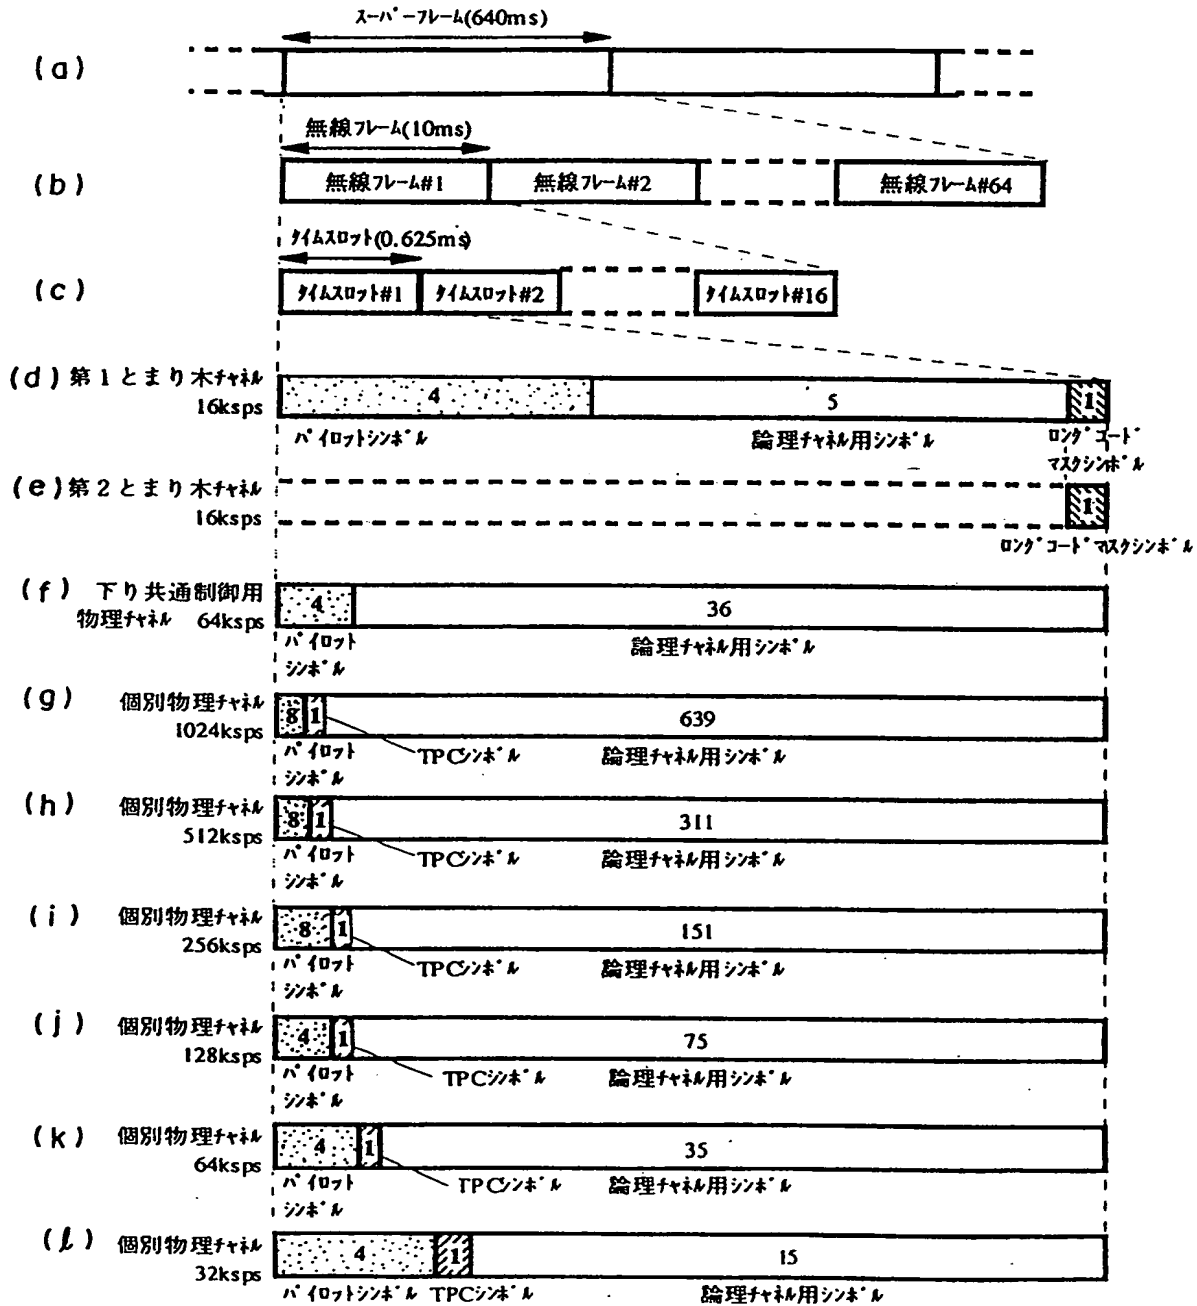 スーパーフレーム(640ms)
(a)
無線フレーム(10ms)
(b)
無線フレーム#1 無線フレーム#2 無線フレーム#64
タイムスロット(0.625ms)
(c)
タイムスロット#1 タイムスロット#2 タイムスロット#16
(d) 第1とまり木チャネル
16ksps
4 5 1
パイロットシンボル 論理チャネル用シンボル ロングコード
マスクシンボル
(e) 第2とまり木チャネル
16ksps
1
ロングコードマスクシンボル
(f) 下り共通制御用
物理チャネル 64ksps
4 36
パイロット 論理チャネル用シンボル
シンボル
(g) 個別物理チャネル
1024ksps
8 1 639
パイロット TPCシンボル 論理チャネル用シンボル
シンボル
(h) 個別物理チャネル
512ksps
8 1 311
パイロット TPCシンボル 論理チャネル用シンボル
シンボル
(i) 個別物理チャネル
256ksps
8 1 151
パイロット TPCシンボル 論理チャネル用シンボル
シンボル
(j) 個別物理チャネル
128ksps
4 1 75
パイロット TPCシンボル 論理チャネル用シンボル
シンボル
(k) 個別物理チャネル
64ksps
4 1 35
パイロット TPCシンボル 論理チャネル用シンボル
シンボル
(ℓ) 個別物理チャネル
32ksps
4 1 15
パイロットシンボル TPCシンボル 論理チャネル用シンボル